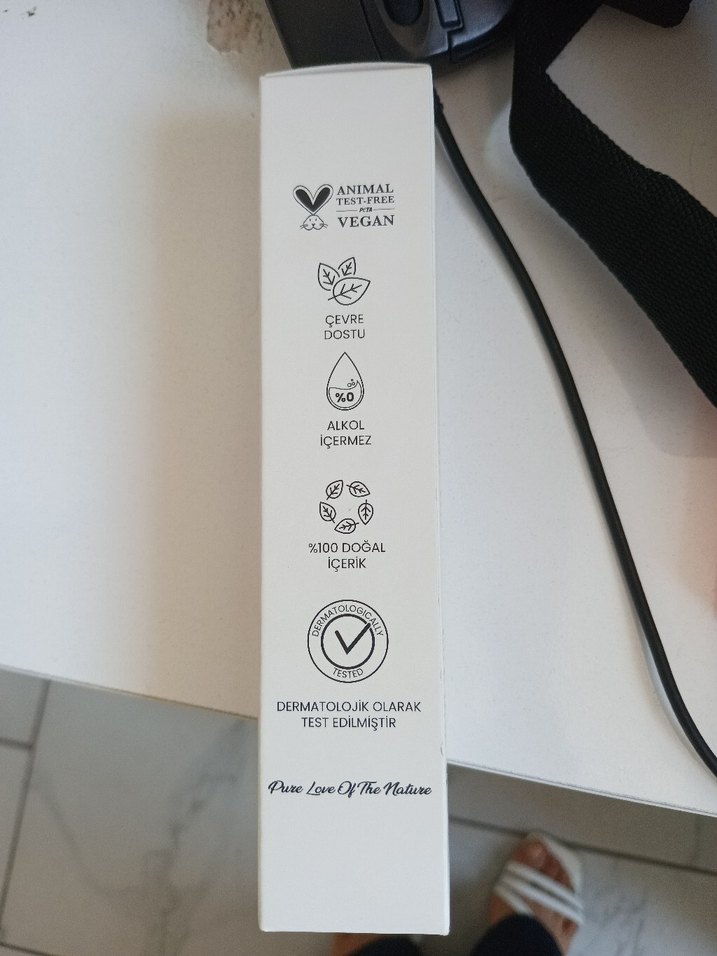 ANIMAL
TEST-FREE
PETA
VEGAN
ÇEVRE
DOSTU
%0
ALKOL
İÇERMEZ
%100 DOĞAL
İÇERİK
DERMATOLOGICALLY
TESTED
DERMATOLOJİK OLARAK
TEST EDİLMİŞTİR
Pure Love Of The Nature